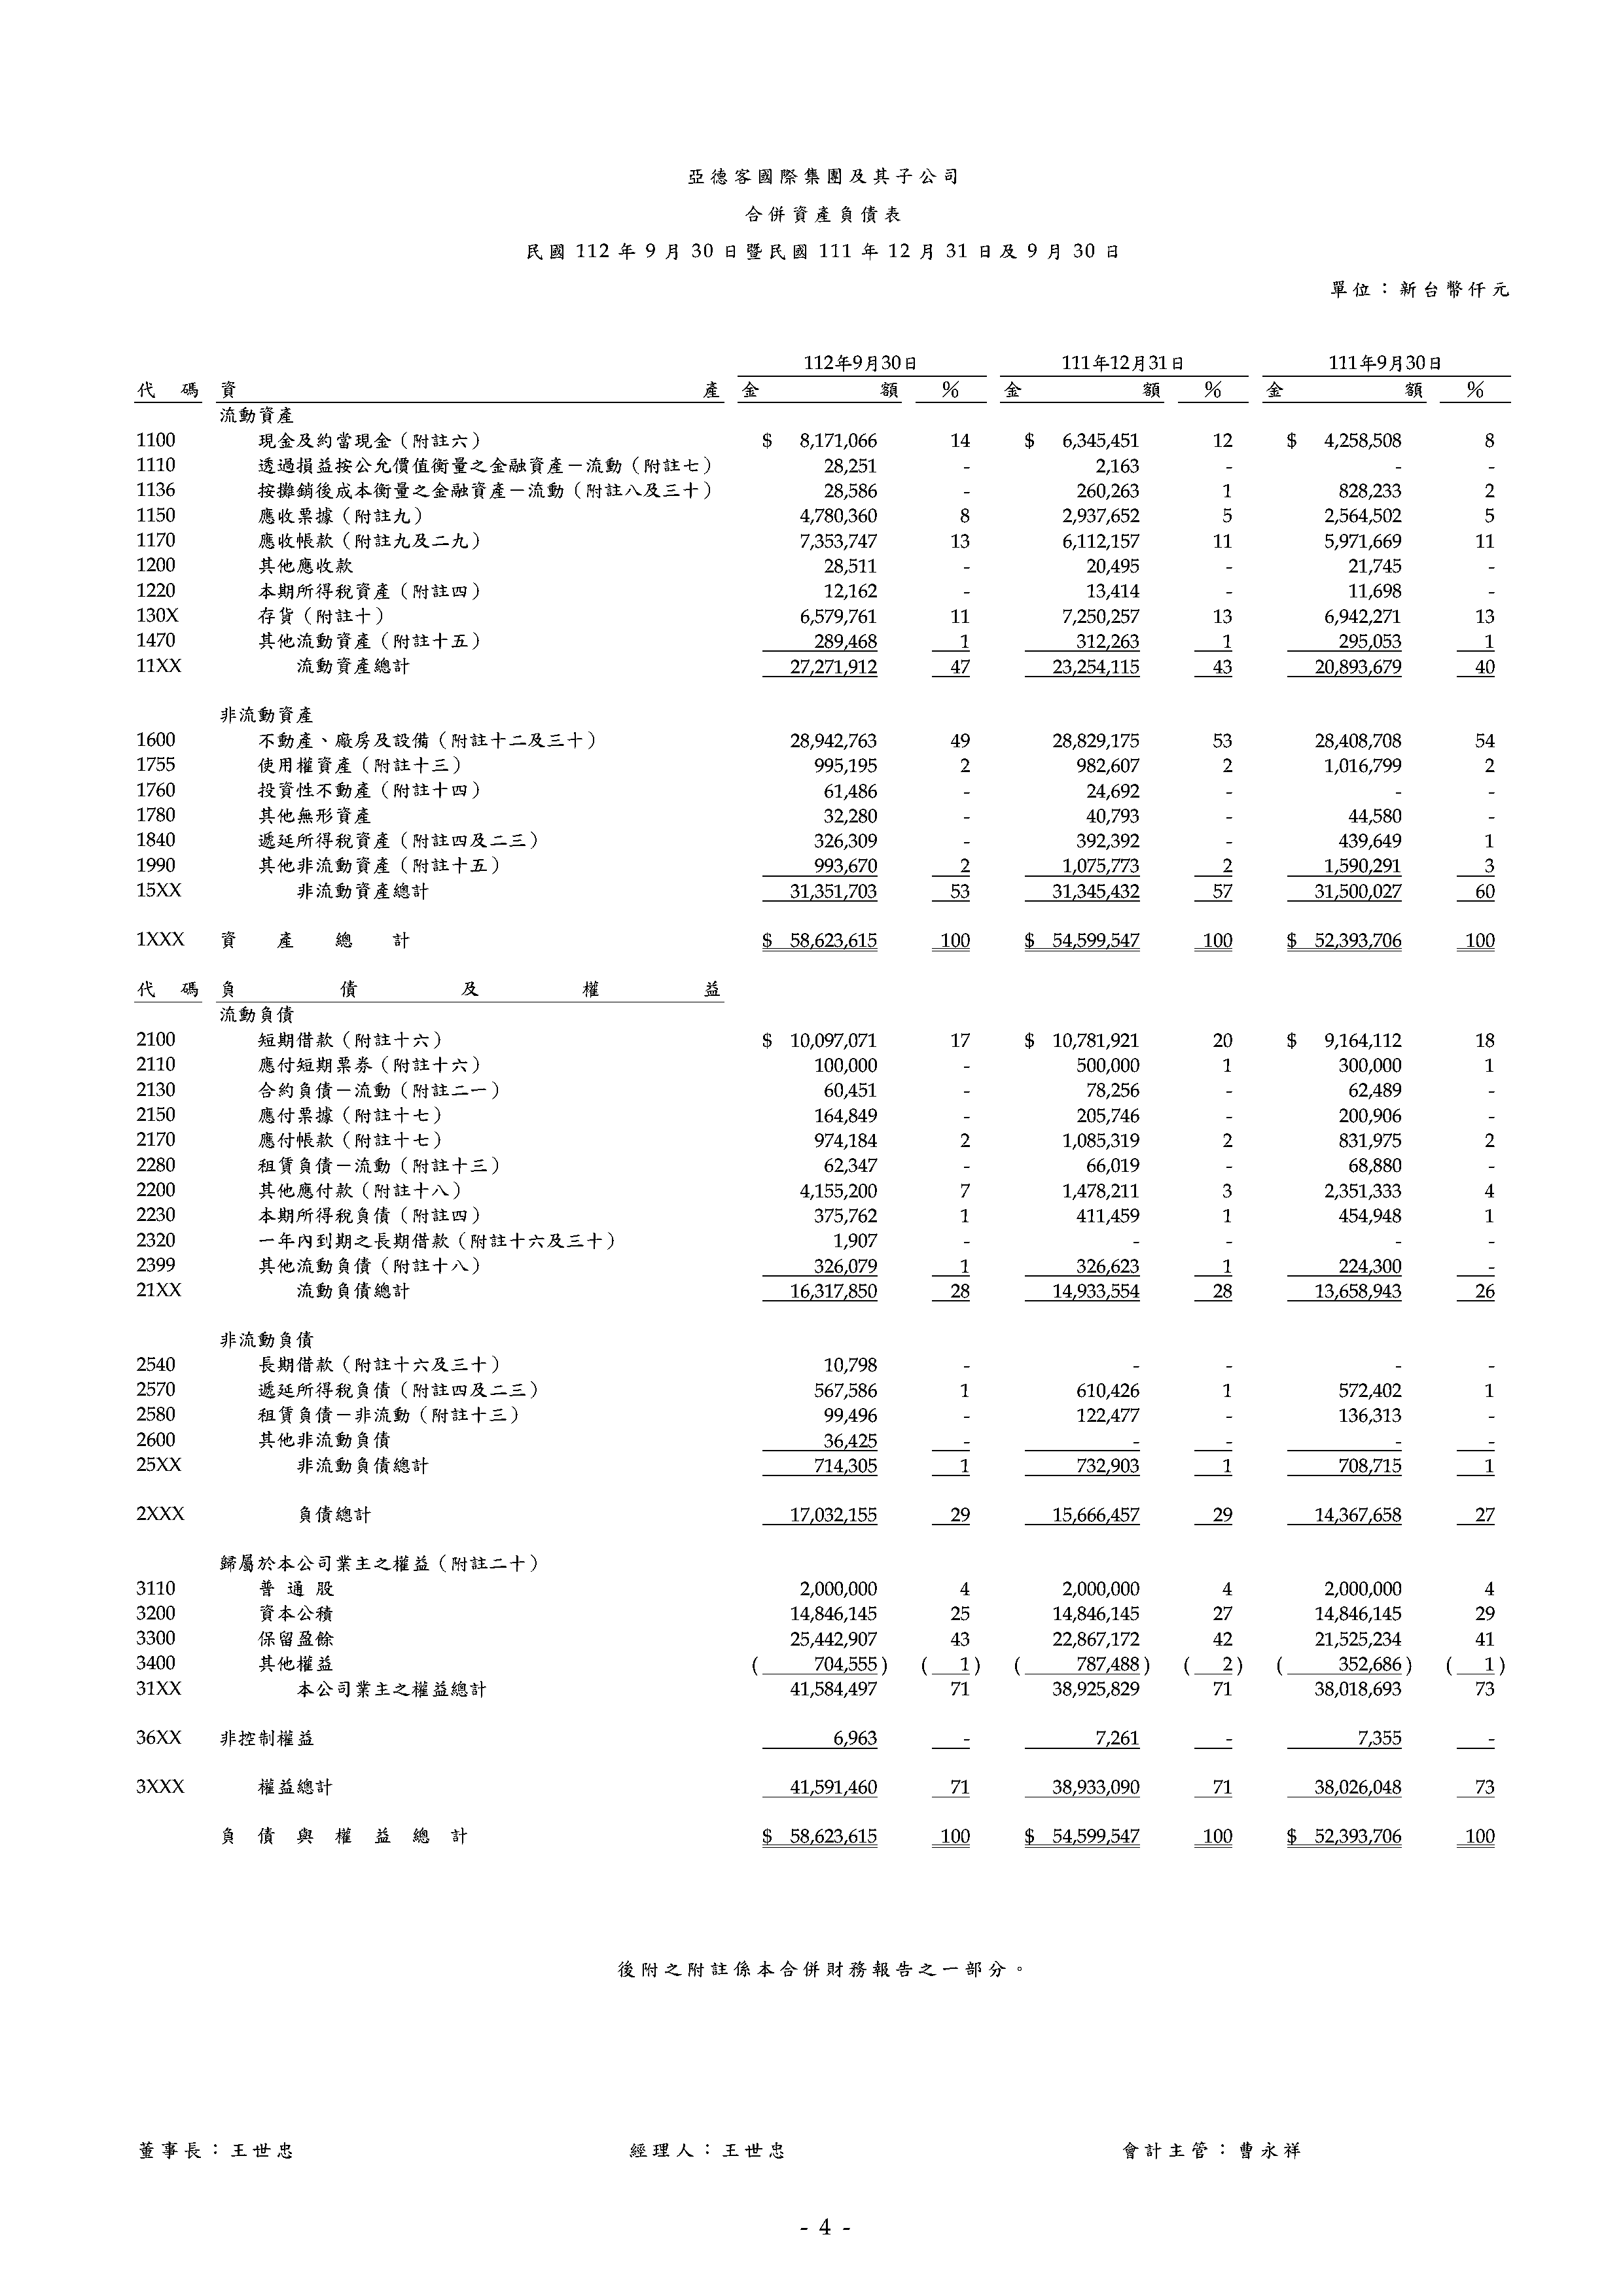 亞德客國際集團及其子公司
合併資產負債表
民國 112 年 9 月 30 日暨民國 111 年 12 月 31 日及 9 月 30 日
單位：新台幣仟元
112年9月30日 111年12月31日 111年9月30日
代 碼 資 產 金 額 % 金 額 % 金 額 %
流動資產
1100 現金及約當現金（附註六） $ 8,171,066 14 $ 6,345,451 12 $ 4,258,508 8
1110 透過損益按公允價值衡量之金融資產－流動（附註七） 28,251 - 2,163 - - -
1136 按攤銷後成本衡量之金融資產－流動（附註八及三十） 28,586 - 260,263 1 828,233 2
1150 應收票據（附註九） 4,780,360 8 2,937,652 5 2,564,502 5
1170 應收帳款（附註九及二九） 7,353,747 13 6,112,157 11 5,971,669 11
1200 其他應收款 28,511 - 20,495 - 21,745 -
1220 本期所得稅資產（附註四） 12,162 - 13,414 - 11,698 -
130X 存貨（附註十） 6,579,761 11 7,250,257 13 6,942,271 13
1470 其他流動資產（附註十五） 289,468 1 312,263 1 295,053 1
11XX 流動資產總計 27,271,912 47 23,254,115 43 20,893,679 40
非流動資產
1600 不動產、廠房及設備（附註十二及三十） 28,942,763 49 28,829,175 53 28,408,708 54
1755 使用權資產（附註十三） 995,195 2 982,607 2 1,016,799 2
1760 投資性不動產（附註十四） 61,486 - 24,692 - - -
1780 其他無形資產 32,280 - 40,793 - 44,580 -
1840 遞延所得稅資產（附註四及二三） 326,309 - 392,392 - 439,649 1
1990 其他非流動資產（附註十五） 993,670 2 1,075,773 2 1,590,291 3
15XX 非流動資產總計 31,351,703 53 31,345,432 57 31,500,027 60
1XXX 資 產 總 計 $ 58,623,615 100 $ 54,599,547 100 $ 52,393,706 100
代 碼 負 債 及 權 益
流動負債
2100 短期借款（附註十六） $ 10,097,071 17 $ 10,781,921 20 $ 9,164,112 18
2110 應付短期票券（附註十六） 100,000 - 500,000 1 300,000 1
2130 合約負債－流動（附註二一） 60,451 - 78,256 - 62,489 -
2150 應付票據（附註十七） 164,849 - 205,746 - 200,906 -
2170 應付帳款（附註十七） 974,184 2 1,085,319 2 831,975 2
2280 租賃負債－流動（附註十三） 62,347 - 66,019 - 68,880 -
2200 其他應付款（附註十八） 4,155,200 7 1,478,211 3 2,351,333 4
2230 本期所得稅負債（附註四） 375,762 1 411,459 1 454,948 1
2320 一年內到期之長期借款（附註十六及三十） 1,907 - - - - -
2399 其他流動負債（附註十八） 326,079 1 326,623 1 224,300 -
21XX 流動負債總計 16,317,850 28 14,933,554 28 13,658,943 26
非流動負債
2540 長期借款（附註十六及三十） 10,798 - - - - -
2570 遞延所得稅負債（附註四及二三） 567,586 1 610,426 1 572,402 1
2580 租賃負債－非流動（附註十三） 99,496 - 122,477 - 136,313 -
2600 其他非流動負債 36,425 - - - - -
25XX 非流動負債總計 714,305 1 732,903 1 708,715 1
2XXX 負債總計 17,032,155 29 15,666,457 29 14,367,658 27
歸屬於本公司業主之權益（附註二十）
3110 普 通 股 2,000,000 4 2,000,000 4 2,000,000 4
3200 資本公積 14,846,145 25 14,846,145 27 14,846,145 29
3300 保留盈餘 25,442,907 43 22,867,172 42 21,525,234 41
3400 其他權益 ( 704,555) ( 1) ( 787,488) ( 2) ( 352,686) ( 1)
31XX 本公司業主之權益總計 41,584,497 71 38,925,829 71 38,018,693 73
36XX 非控制權益 6,963 - 7,261 - 7,355 -
3XXX 權益總計 41,591,460 71 38,933,090 71 38,026,048 73
負 債 與 權 益 總 計 $ 58,623,615 100 $ 54,599,547 100 $ 52,393,706 100
後附之附註係本合併財務報告之一部分。
董事長：王世忠 經理人：王世忠 會計主管：曹永祥
- 4 -